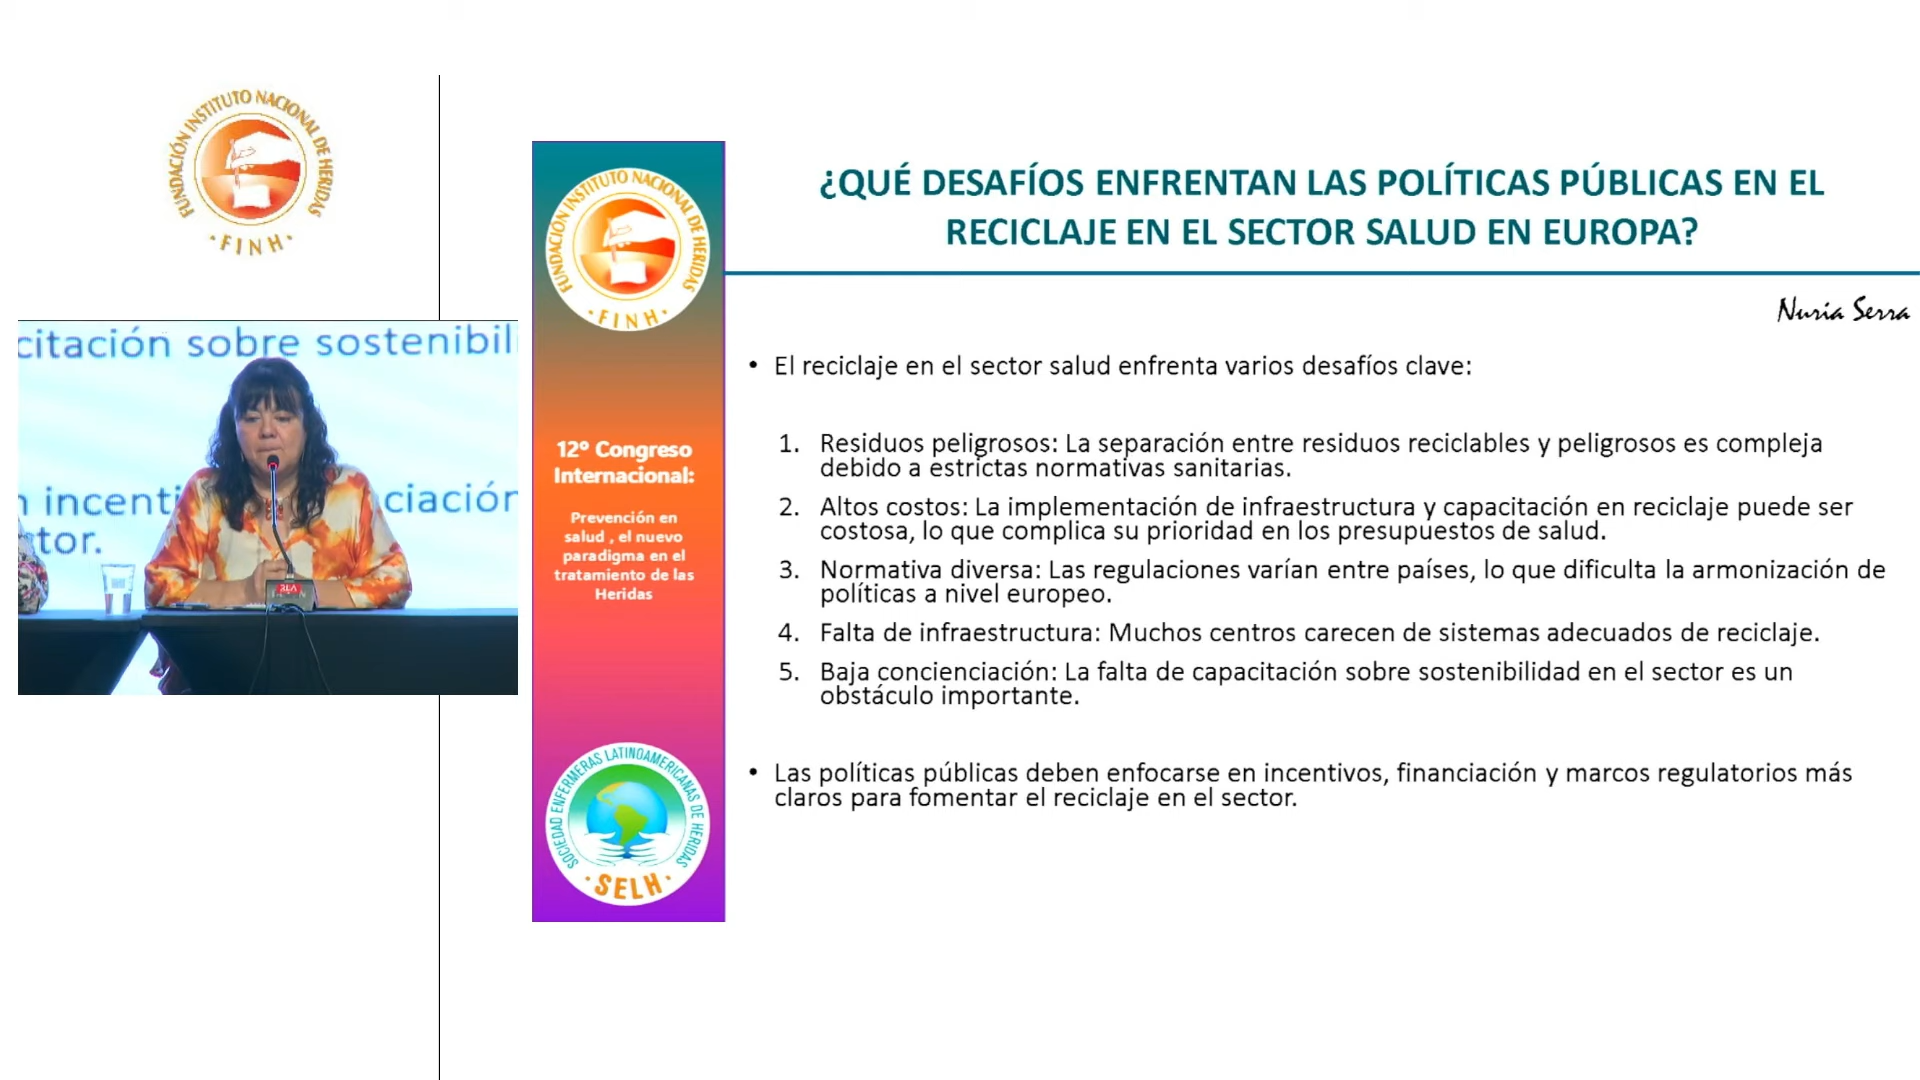 FUNDACIÓN INSTITUTO NACIONAL DE HERIDAS
· FINH ·
citación sobre sostenibili
incenti
ciación
tor.
FUNDACIÓN INSTITUTO NACIONAL DE HERIDAS
· FINH ·
12º Congreso
Internacional:
Prevención en
salud , el nuevo
paradigma en el
tratamiento de las
Heridas
SOCIEDAD ENFERMERAS LATINOAMERICANAS DE HERIDAS
· SELH ·
¿QUÉ DESAFÍOS ENFRENTAN LAS POLÍTICAS PÚBLICAS EN EL
RECICLAJE EN EL SECTOR SALUD EN EUROPA?
Nuria Serra
• El reciclaje en el sector salud enfrenta varios desafíos clave:
1. Residuos peligrosos: La separación entre residuos reciclables y peligrosos es compleja
debido a estrictas normativas sanitarias.
2. Altos costos: La implementación de infraestructura y capacitación en reciclaje puede ser
costosa, lo que complica su prioridad en los presupuestos de salud.
3. Normativa diversa: Las regulaciones varían entre países, lo que dificulta la armonización de
políticas a nivel europeo.
4. Falta de infraestructura: Muchos centros carecen de sistemas adecuados de reciclaje.
5. Baja concienciación: La falta de capacitación sobre sostenibilidad en el sector es un
obstáculo importante.
• Las políticas públicas deben enfocarse en incentivos, financiación y marcos regulatorios más
claros para fomentar el reciclaje en el sector.